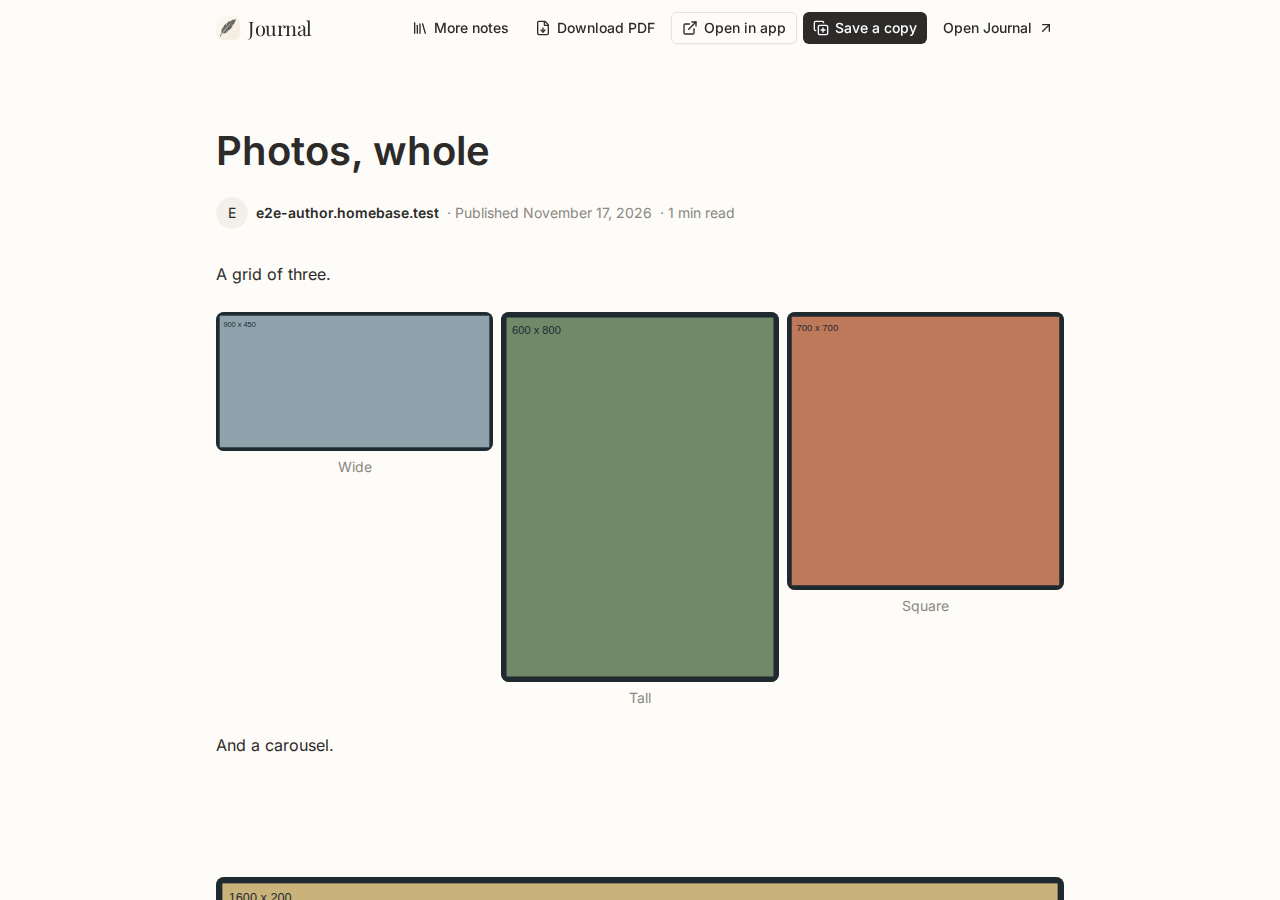 Journal
More notes
Download PDF
Open in app
Save a copy
Open Journal
Photos, whole
E
e2e-author.homebase.test · Published November 17, 2026 · 1 min read
A grid of three.
900 x 450
600 x 800
700 x 700
Wide
Square
Tall
And a carousel.
1600 x 200